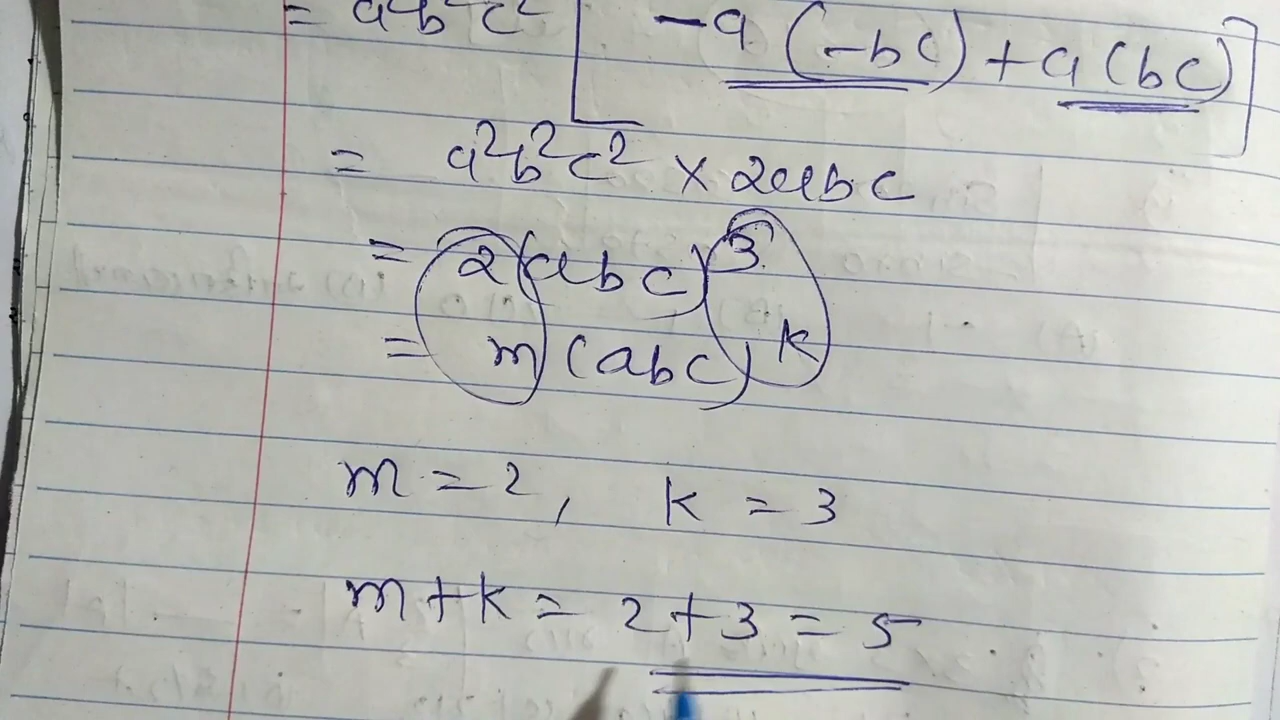 = a²b²c² [ -a (-bc) + a (bc) ]
= a²b²c² × 2abc
= 2(abc)³
= m (abc)ᵏ
m = 2, k = 3
m + k = 2 + 3 = 5